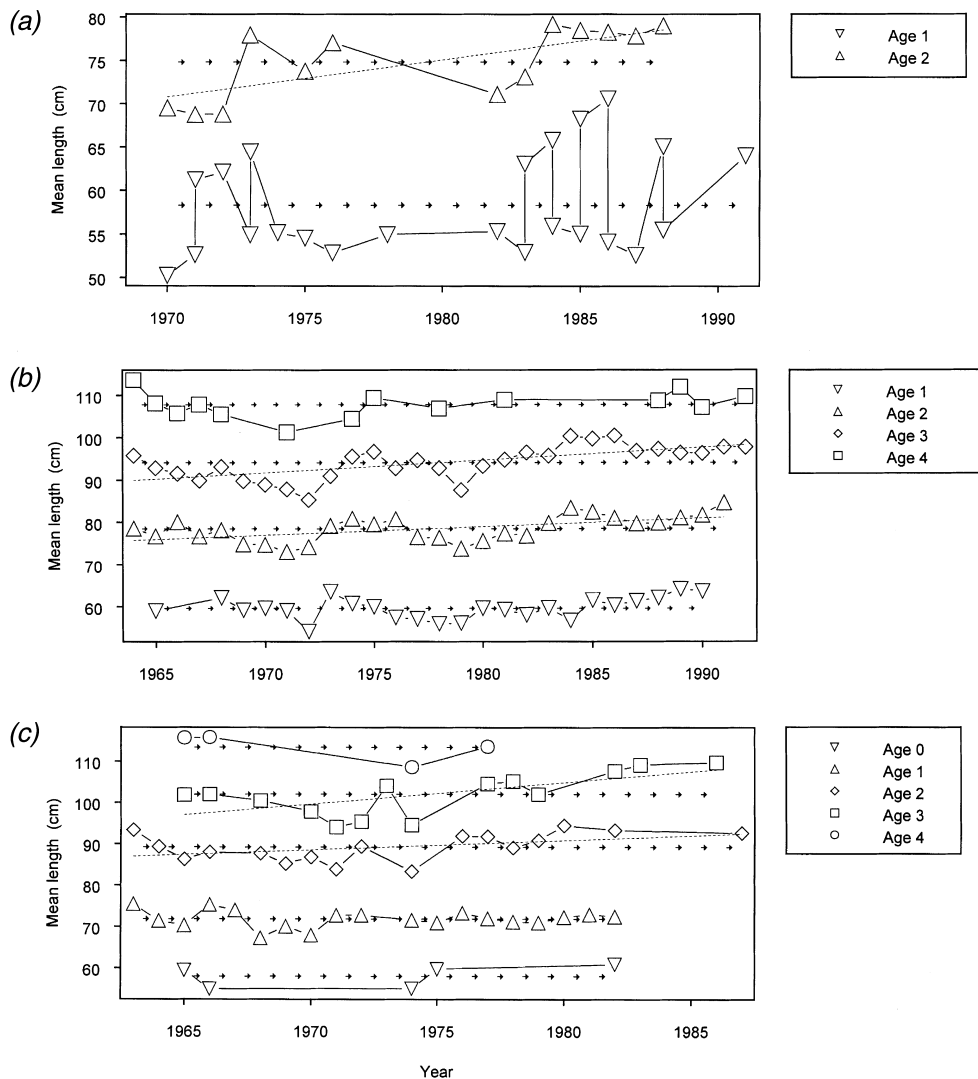 (a)
80
75
70
65
60
55
50
Mean length (cm)
1970 1975 1980 1985 1990
Age 1
Age 2
(b)
110
100
90
80
70
60
Mean length (cm)
1965 1970 1975 1980 1985 1990
Age 1
Age 2
Age 3
Age 4
(c)
110
100
90
80
70
60
Mean length (cm)
1965 1970 1975 1980 1985
Year
Age 0
Age 1
Age 2
Age 3
Age 4